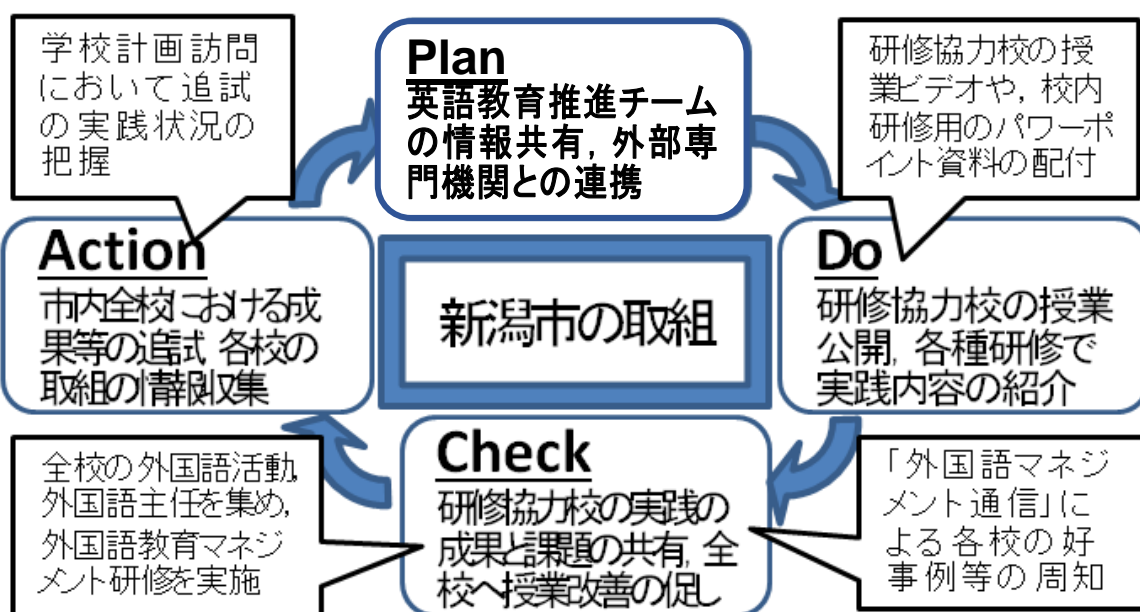 学校計画訪問
において追試
の実践状況の
把握
Plan
英語教育推進チーム
の情報共有，外部専
門機関との連携
研修協力校の授
業ビデオや，校内
研修用のパワーポ
イント資料の配付
Action
市内全校における成
果等の追試 各校の
取組の情報収集
新潟市の取組
Do
研修協力校の授業
公開，各種研修で
実践内容の紹介
全校の外国語活動，
外国語主任を集め，
外国語教育マネジ
メント研修を実施
Check
研修協力校の実践の
成果と課題の共有，全
校へ授業改善の促し
「外国語マネジ
メント通信」に
よる各校の好
事例等の周知